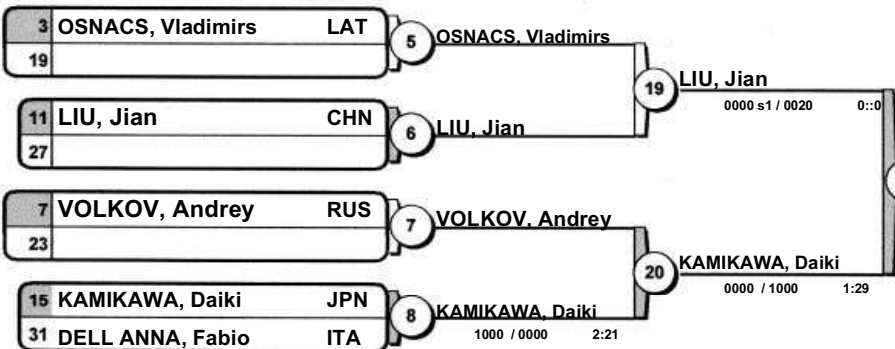 3 OSNACS, Vladimirs LAT
19
5 OSNACS, Vladimirs
11 LIU, Jian CHN
27
6 LIU, Jian
19 LIU, Jian
0000 s1 / 0020 0::0
7 VOLKOV, Andrey RUS
23
7 VOLKOV, Andrey
15 KAMIKAWA, Daiki JPN
31 DELL ANNA, Fabio ITA
8 KAMIKAWA, Daiki
1000 / 0000 2:21
20 KAMIKAWA, Daiki
0000 / 1000 1:29